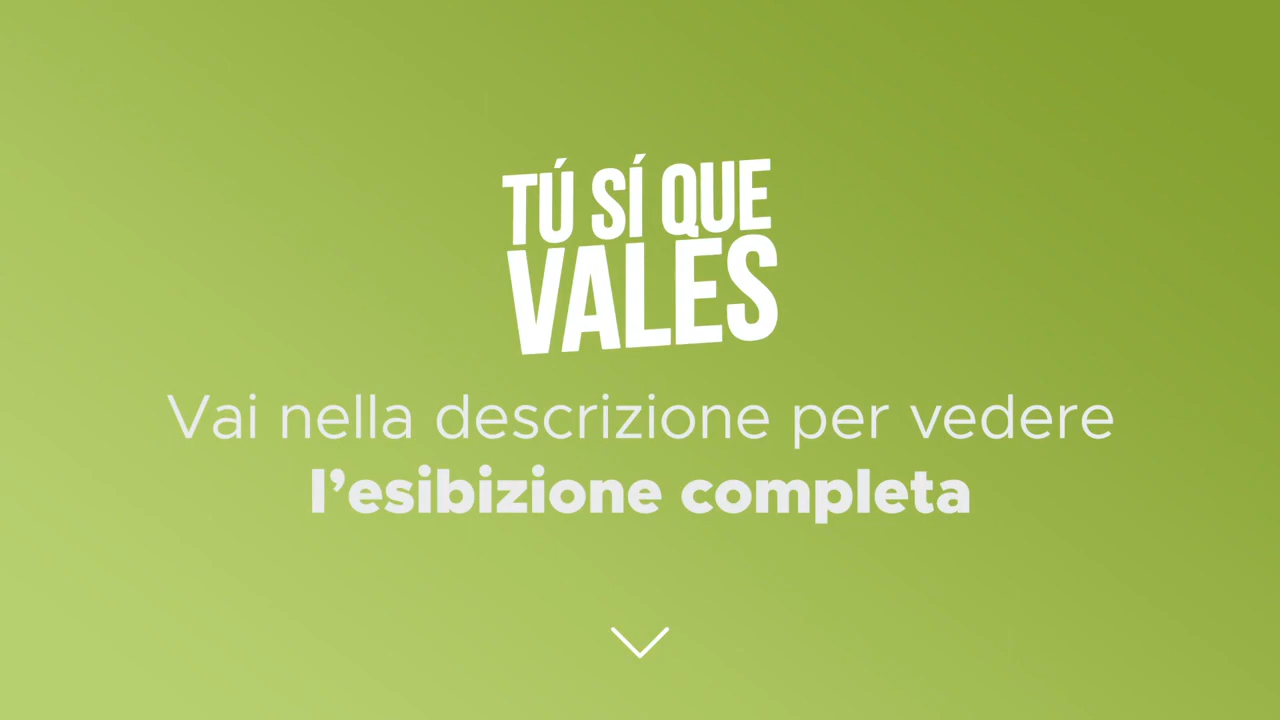 TÚ SÍ QUE
VALES
Vai nella descrizione per vedere
l’esibizione completa